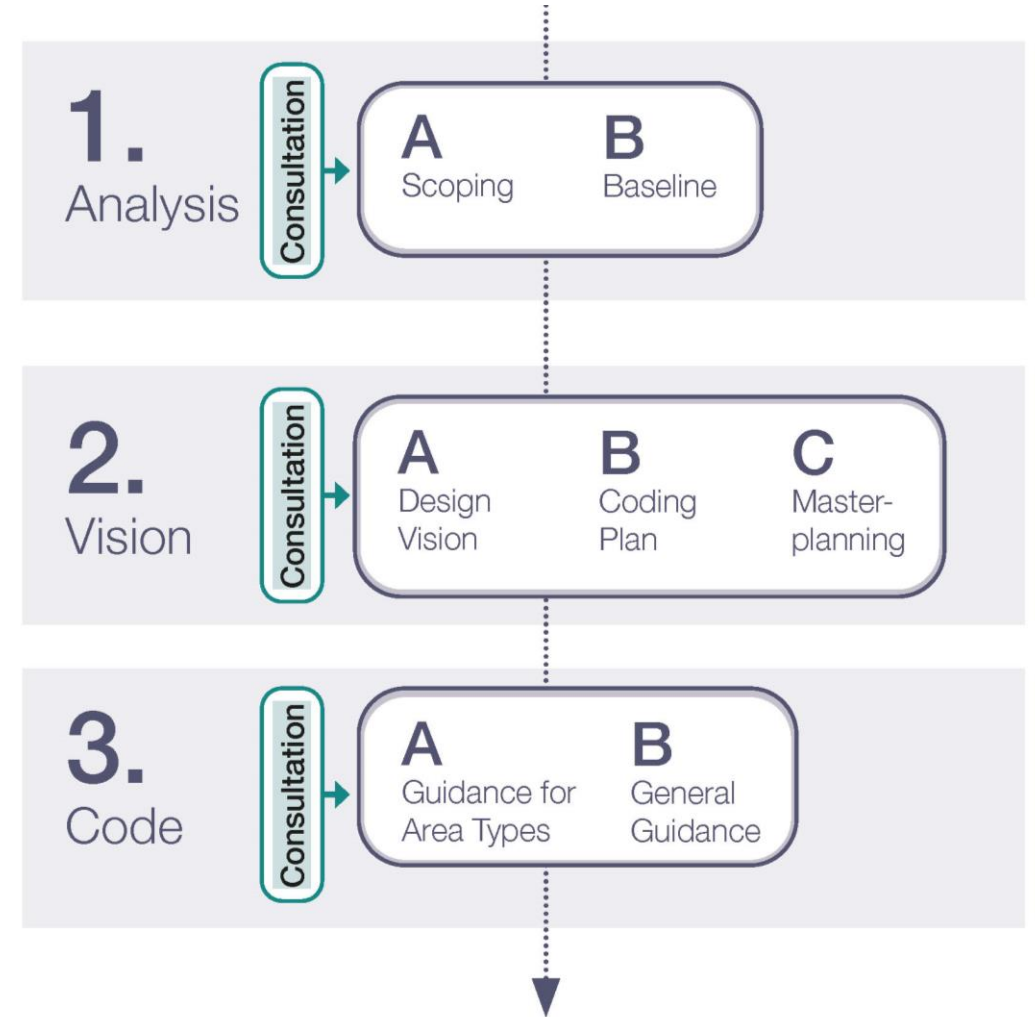 1.
Analysis
Consultation
A
Scoping
B
Baseline
2.
Vision
Consultation
A
Design
Vision
B
Coding
Plan
C
Master-
planning
3.
Code
Consultation
A
Guidance for
Area Types
B
General
Guidance